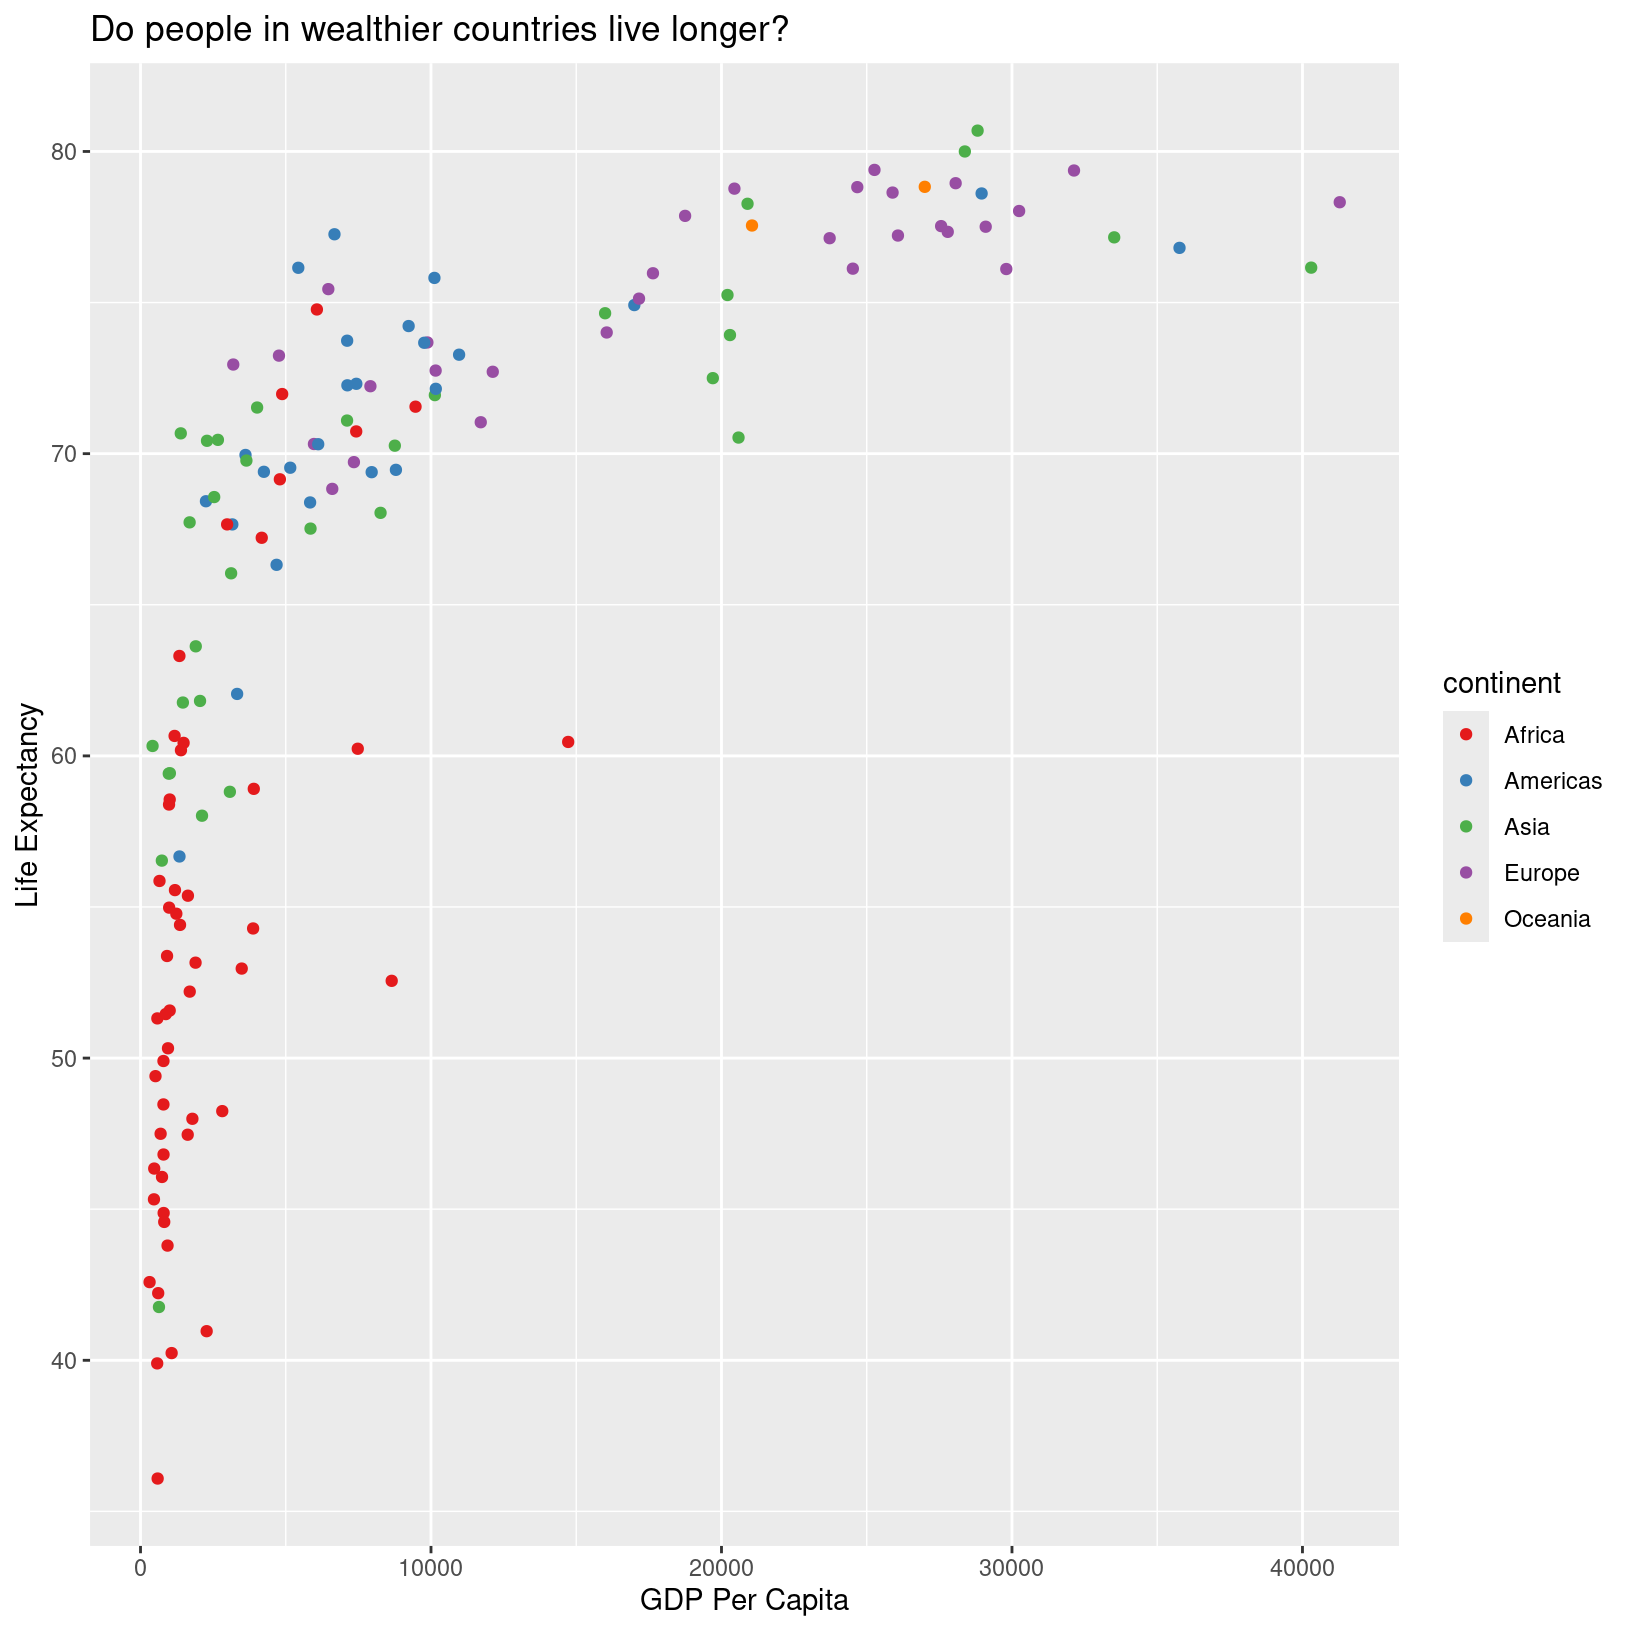 Do people in wealthier countries live longer?
80
70
60
50
40
Life Expectancy
0
10000
20000
30000
40000
GDP Per Capita
continent
Africa
Americas
Asia
Europe
Oceania